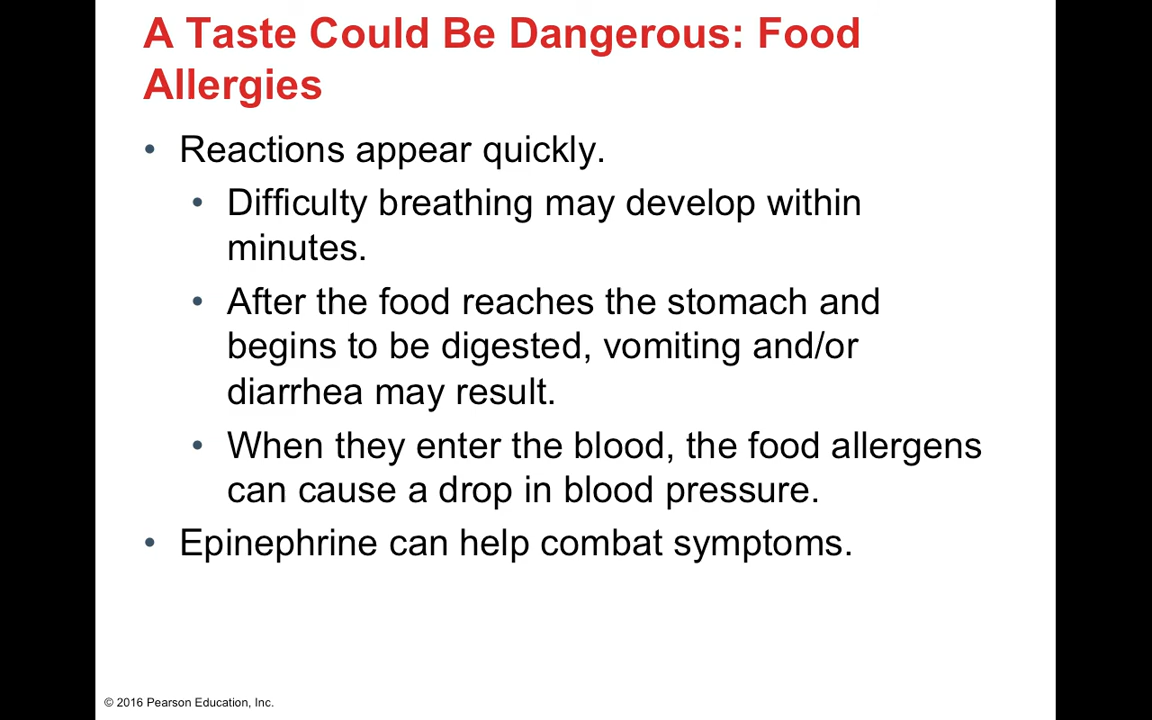 A Taste Could Be Dangerous: Food
Allergies
• Reactions appear quickly.
• Difficulty breathing may develop within
minutes.
• After the food reaches the stomach and
begins to be digested, vomiting and/or
diarrhea may result.
• When they enter the blood, the food allergens
can cause a drop in blood pressure.
• Epinephrine can help combat symptoms.
© 2016 Pearson Education, Inc.